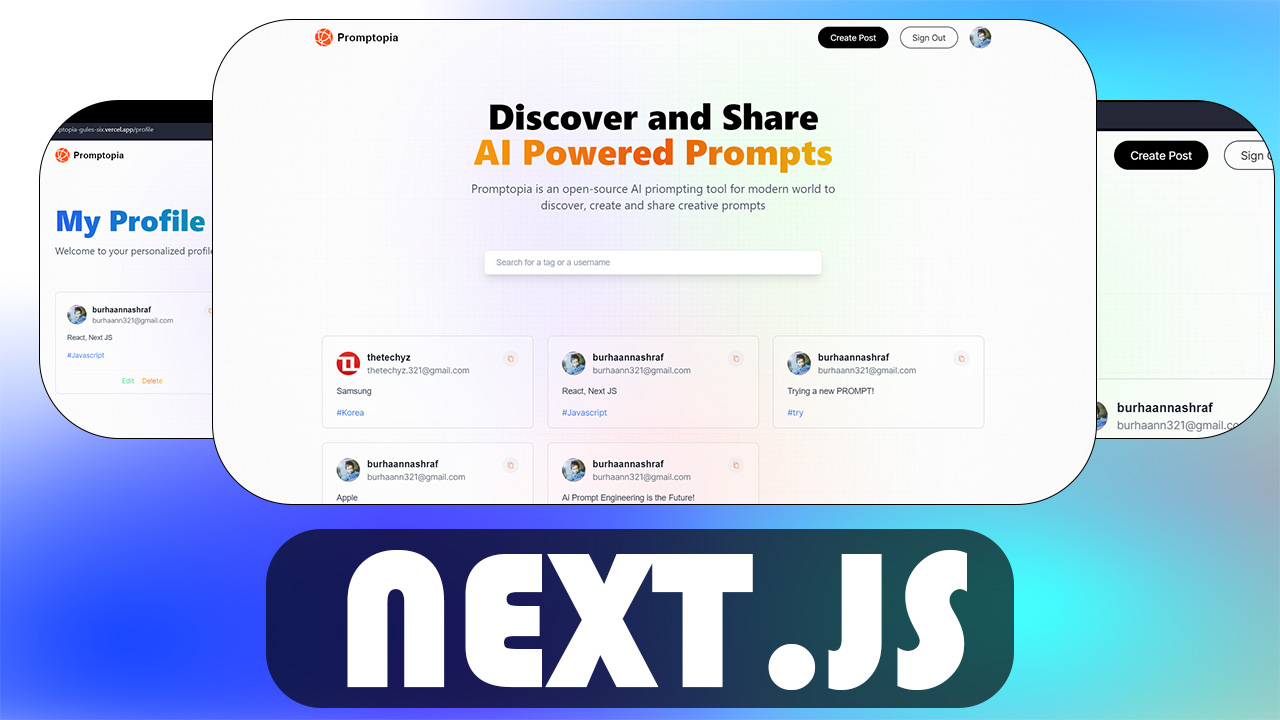 Promptopia
Create Post
Sign Out
Discover and Share
AI Powered Prompts
Promptopia is an open-source AI priompting tool for modern world to
discover, create and share creative prompts
Search for a tag or a username
thetechyz
thetechyz.321@gmail.com
Samsung
#Korea
burhaannashraf
burhaann321@gmail.com
React, Next JS
#Javascript
burhaannashraf
burhaann321@gmail.com
Trying a new PROMPT!
#try
burhaannashraf
burhaann321@gmail.com
Apple
burhaannashraf
burhaann321@gmail.com
AI Prompt Engineering is the Future!
ptopia-gules-six.vercel.app/profile
Promptopia
My Profile
Welcome to your personalized profile
burhaannashraf
burhaann321@gmail.com
React, Next JS
#Javascript
Edit Delete
Create Post
Sign
burhaannashraf
burhaann321@gmail.co
NEXT.JS